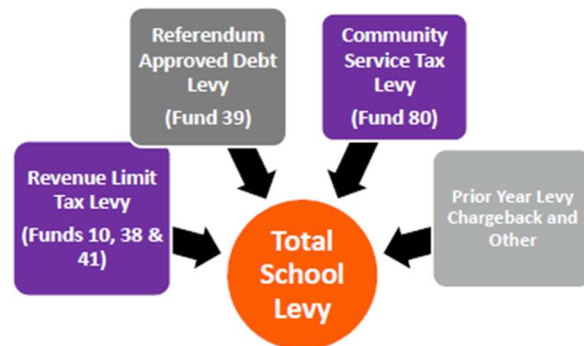 Referendum
Approved Debt
Levy
(Fund 39)
Community
Service Tax
Levy
(Fund 80)
Revenue Limit
Tax Levy
(Funds 10, 38 &
41)
Prior Year Levy
Chargeback and
Other
Total
School
Levy